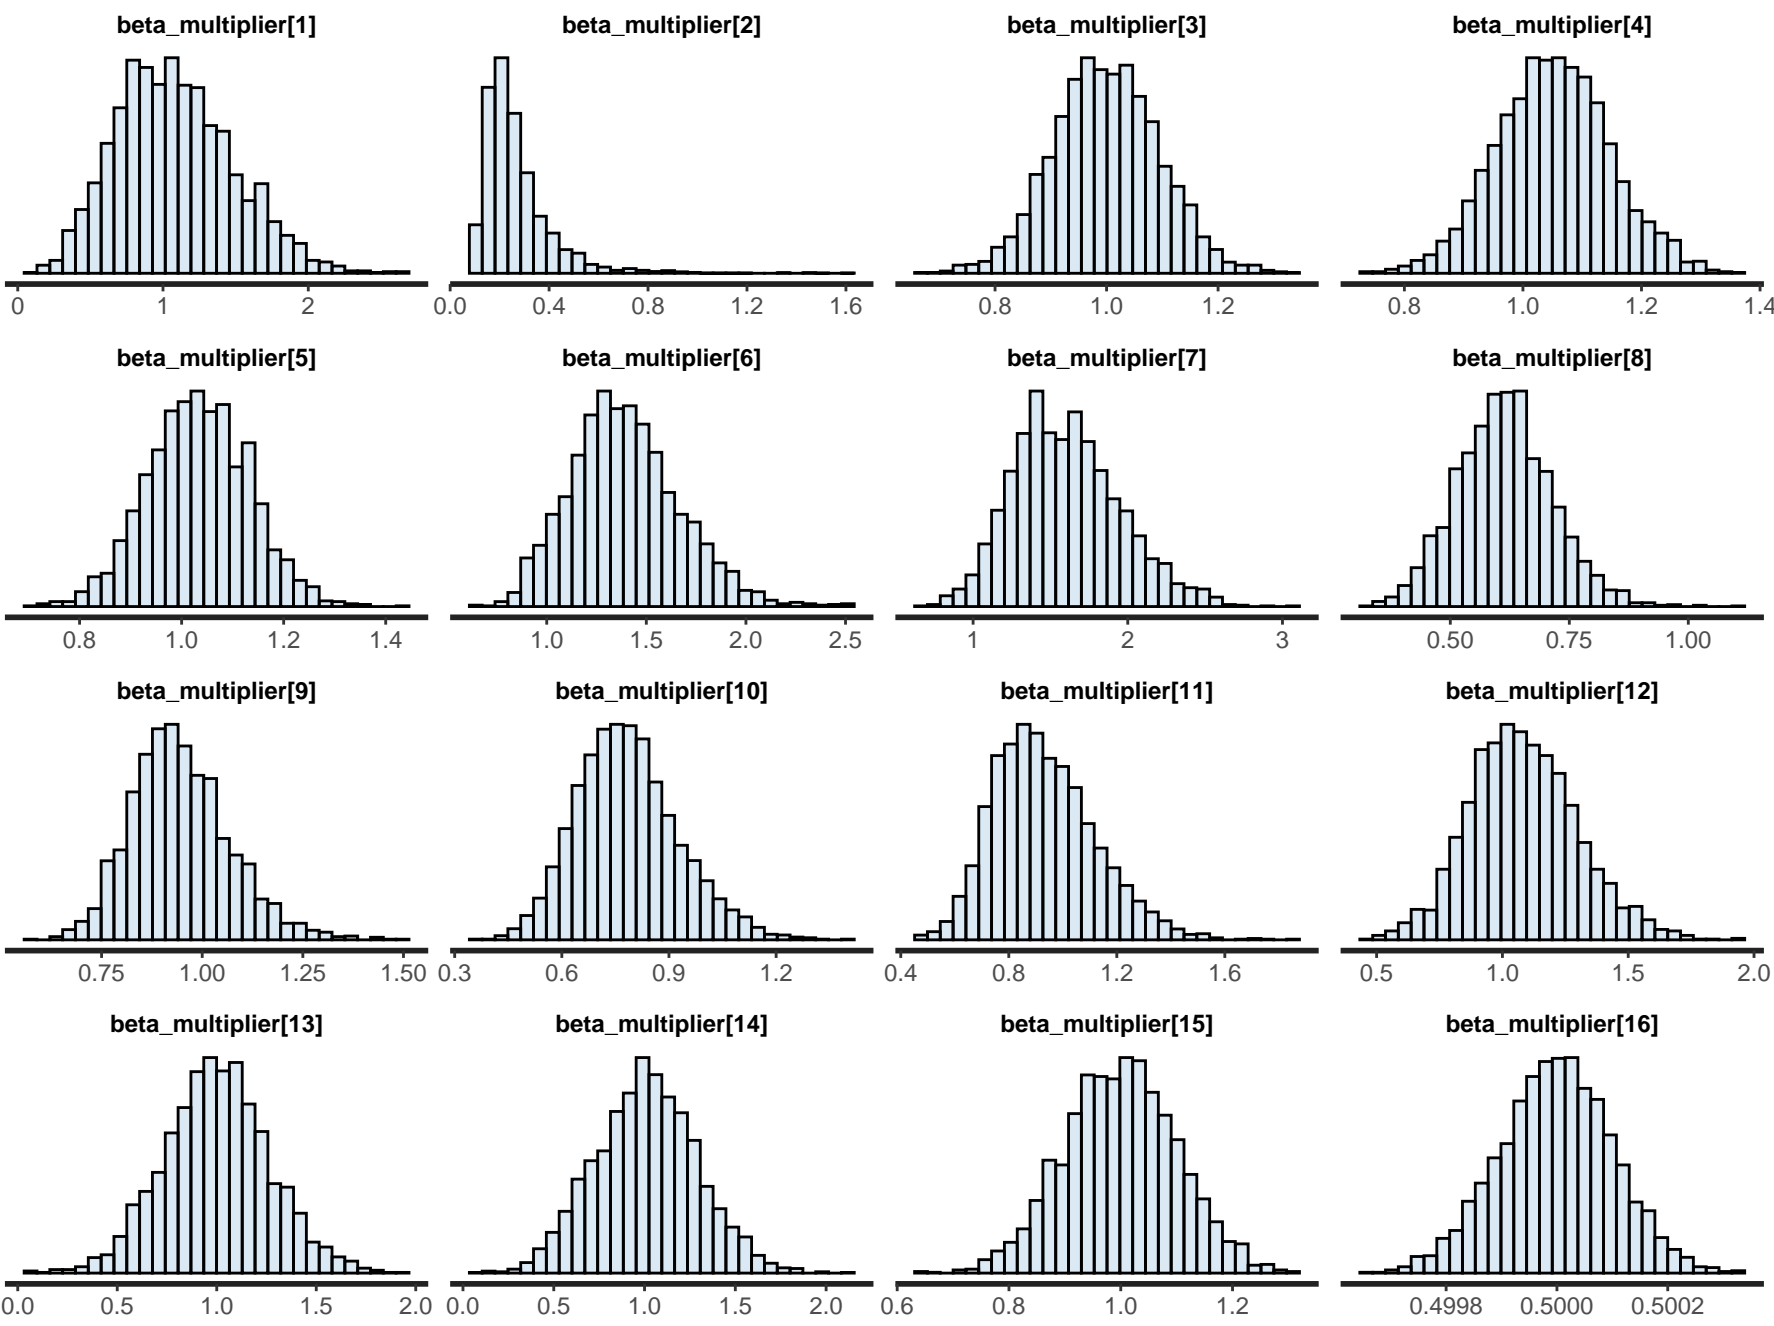 beta_multiplier[1] beta_multiplier[2] beta_multiplier[3] beta_multiplier[4]
0 1 2 0.0 0.4 0.8 1.2 1.6 0.8 1.0 1.2 0.8 1.0 1.2 1.4
beta_multiplier[5] beta_multiplier[6] beta_multiplier[7] beta_multiplier[8]
0.8 1.0 1.2 1.4 1.0 1.5 2.0 2.5 1 2 3 0.50 0.75 1.00
beta_multiplier[9] beta_multiplier[10] beta_multiplier[11] beta_multiplier[12]
0.75 1.00 1.25 1.50 0.3 0.6 0.9 1.2 0.4 0.8 1.2 1.6 0.5 1.0 1.5 2.0
beta_multiplier[13] beta_multiplier[14] beta_multiplier[15] beta_multiplier[16]
0.0 0.5 1.0 1.5 2.0 0.0 0.5 1.0 1.5 2.0 0.6 0.8 1.0 1.2 0.4998 0.5000 0.5002